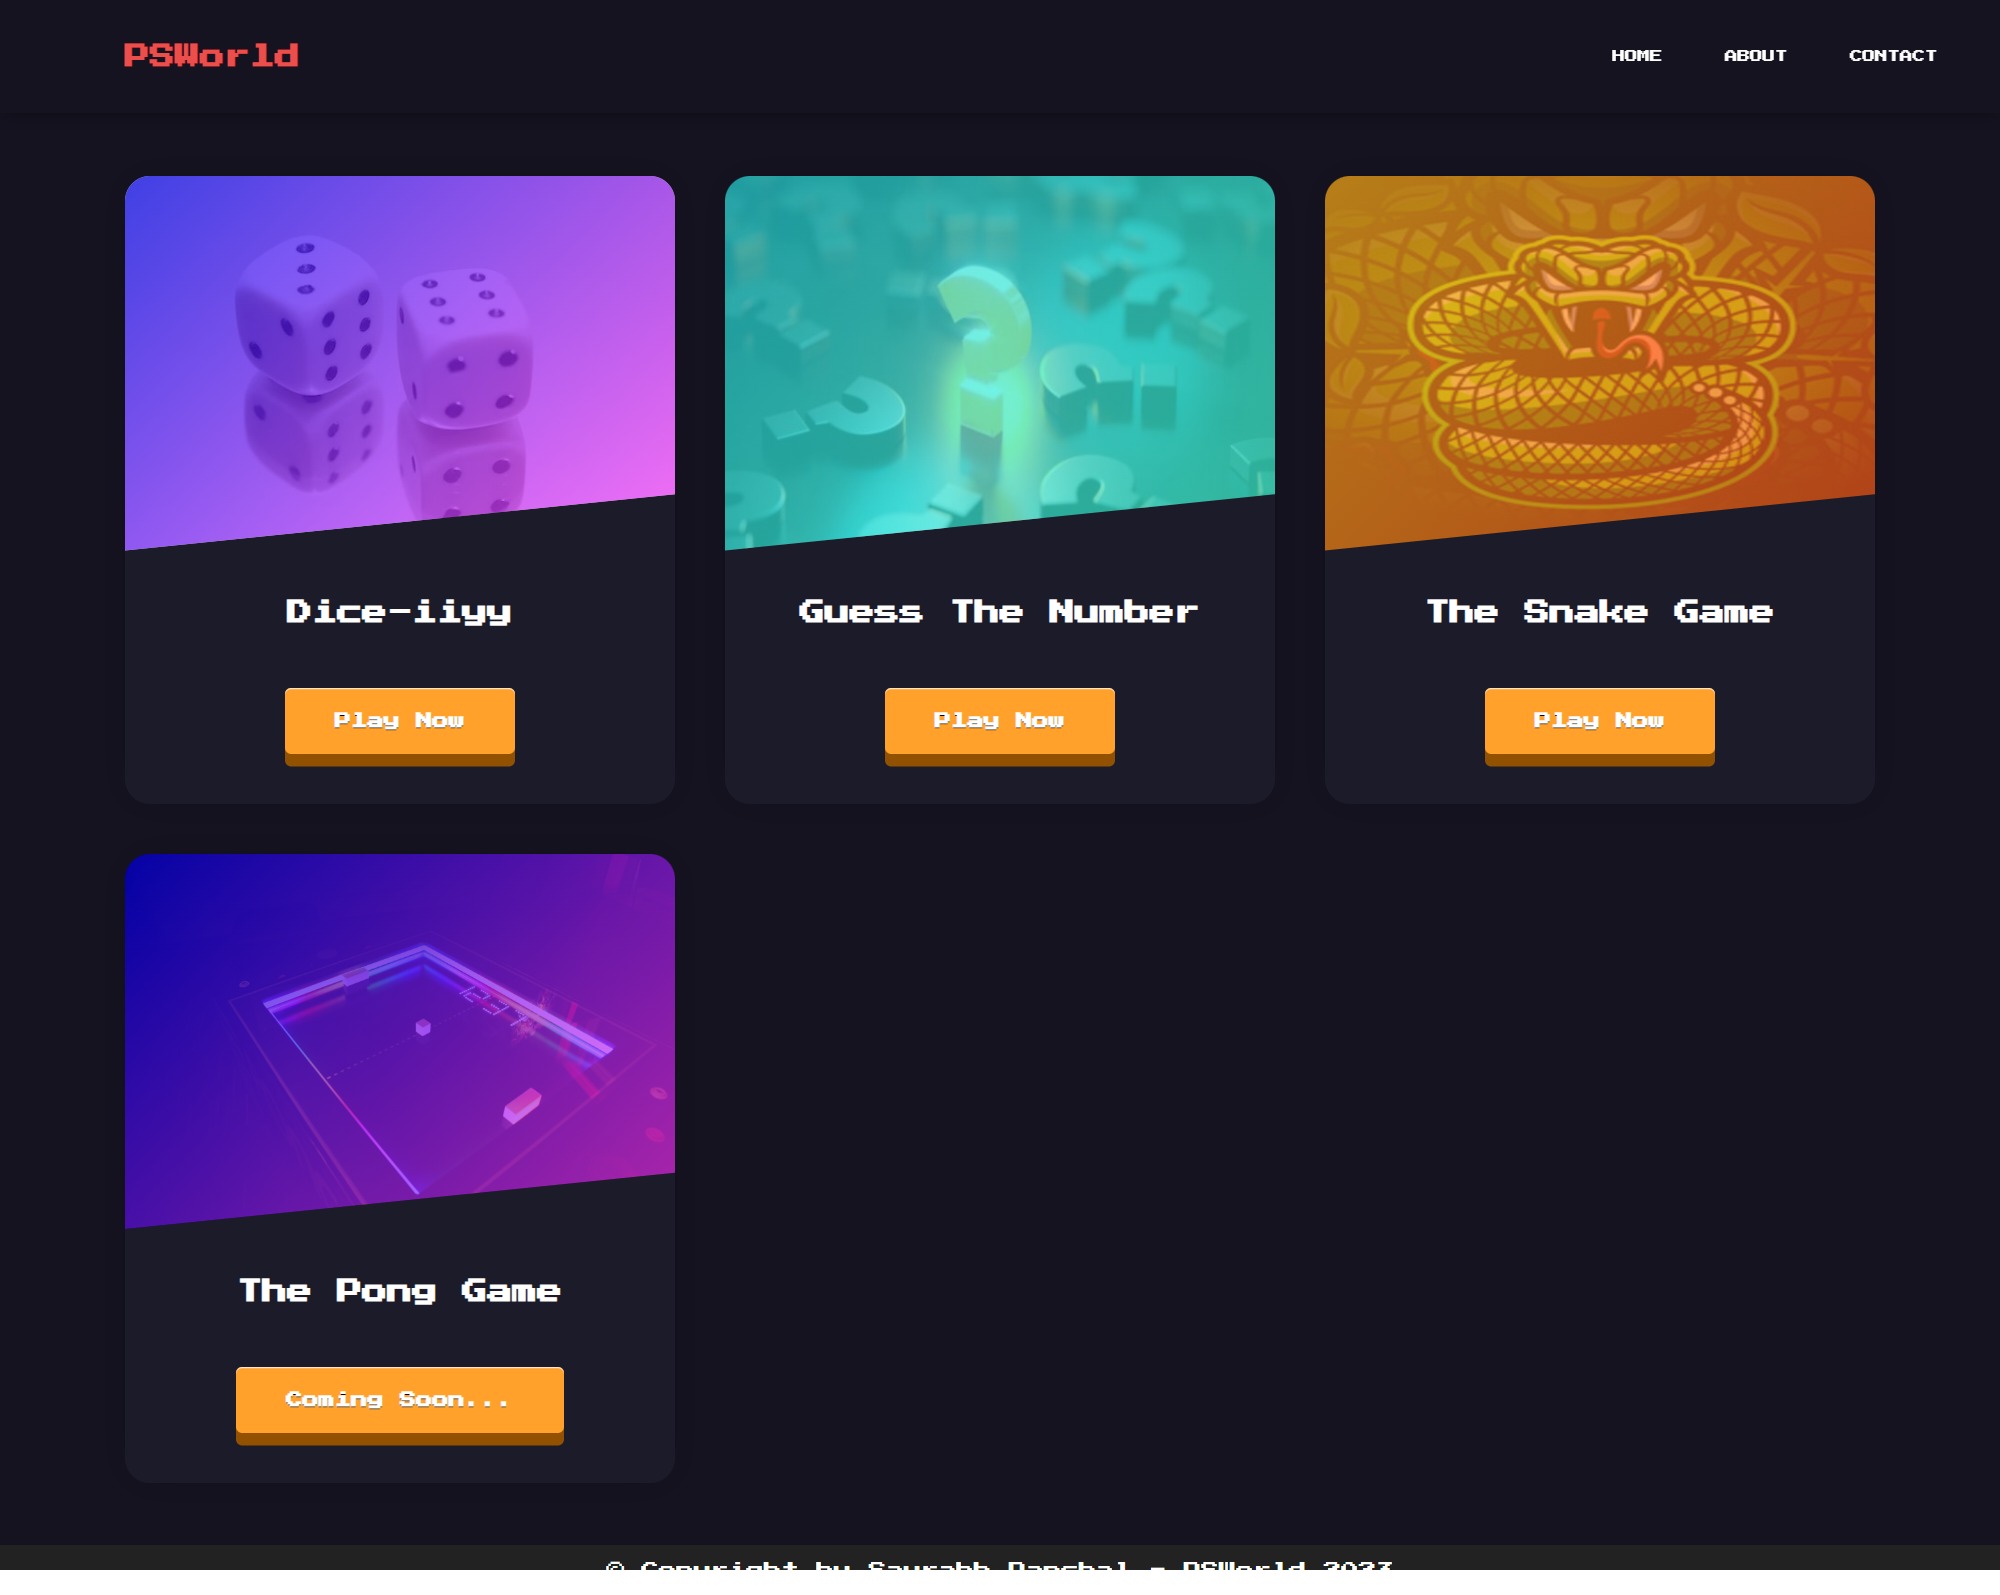 PSWorld
HOME ABOUT CONTACT
Dice-iiyy
Guess The Number
The Snake Game
Play Now
Play Now
Play Now
The Pong Game
Coming Soon...
© Copyright by Saurabh Panchal - PSWorld 2023